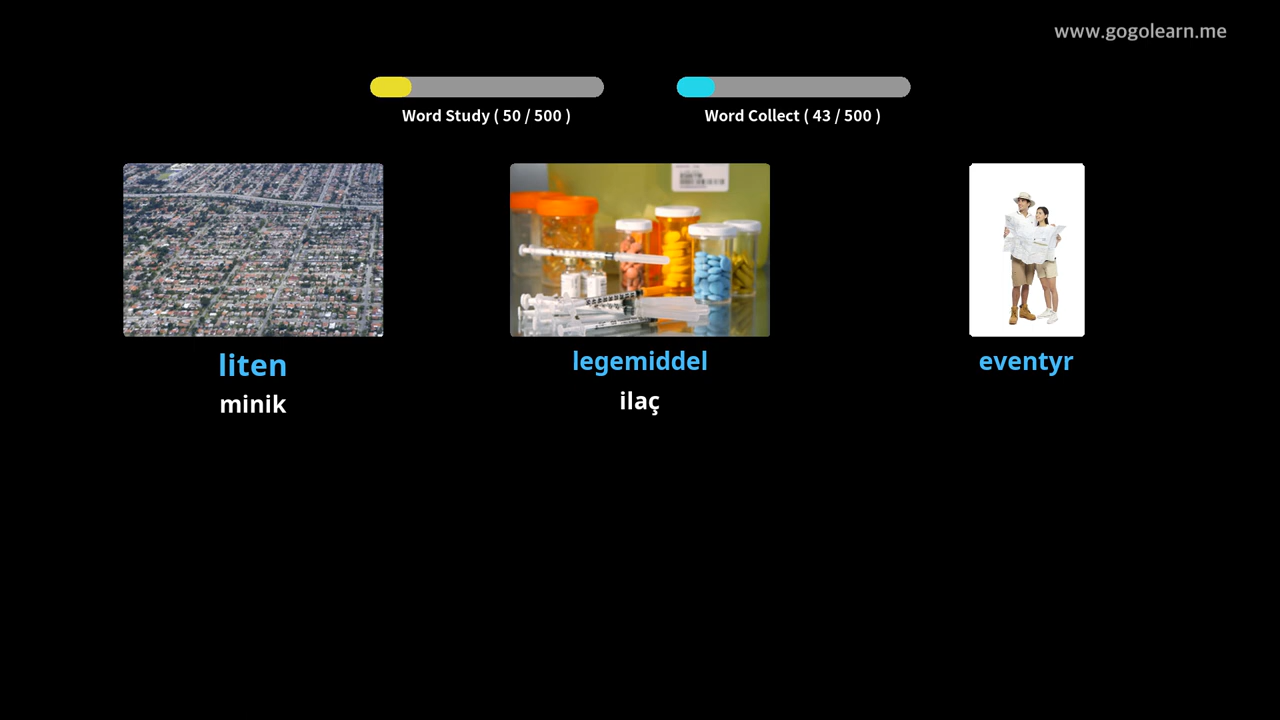 www.gogolearn.me
Word Study ( 50 / 500 )
Word Collect ( 43 / 500 )
liten
minik
legemiddel
ilaç
eventyr